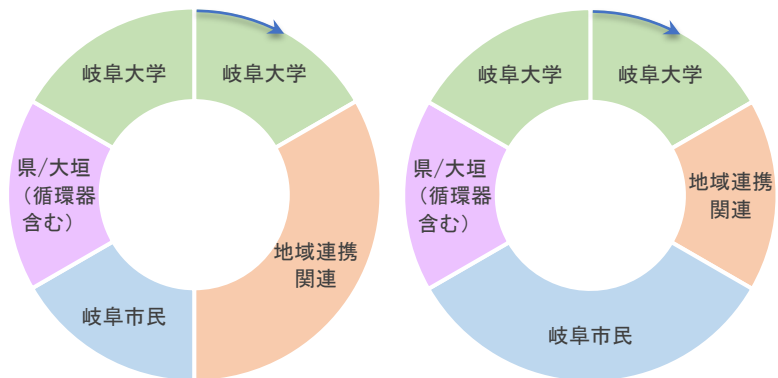 岐阜大学
岐阜大学
地域連携
関連
岐阜市民
県/大垣
（循環器
含む）
岐阜大学
岐阜大学
地域連携
関連
岐阜市民
県/大垣
（循環器
含む）